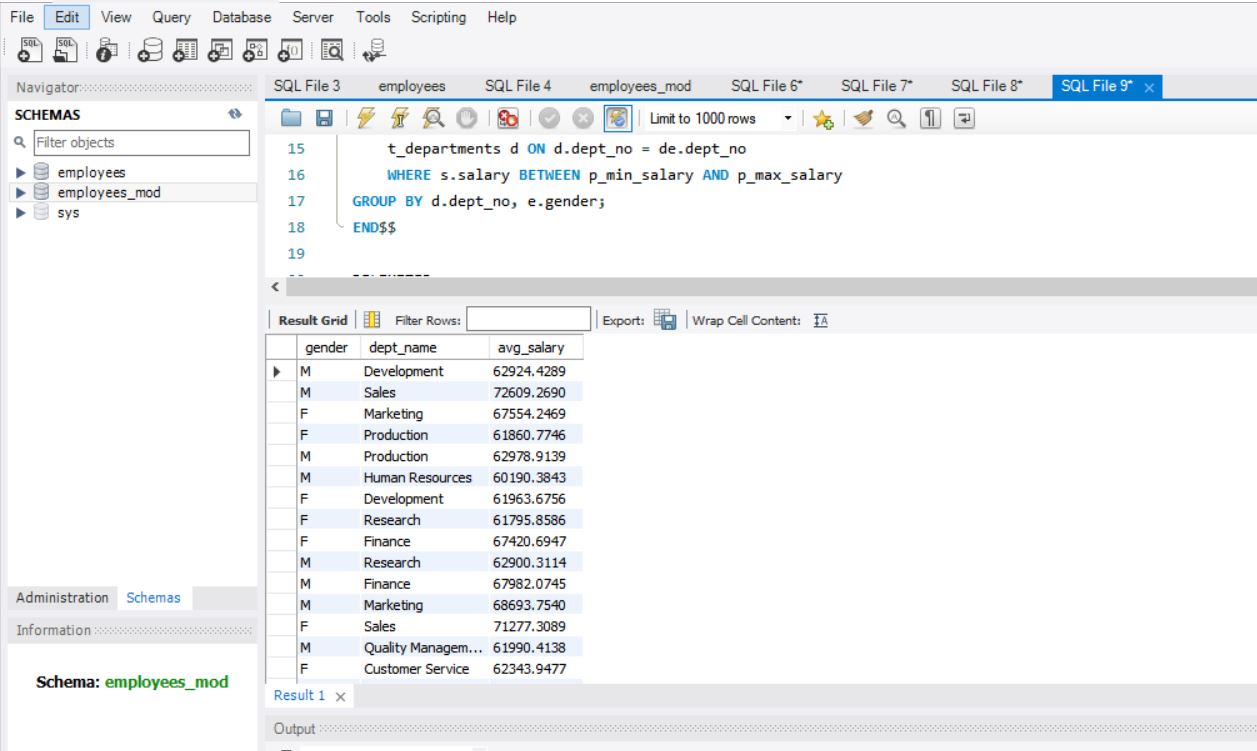 File Edit View Query Database Server Tools Scripting Help
SQL SQL
Navigator
SCHEMAS
Filter objects
employees
employees_mod
sys
Administration Schemas
Information
Schema: employees_mod
SQL File 3 employees SQL File 4 employees_mod SQL File 6* SQL File 7* SQL File 8* SQL File 9*
Limit to 1000 rows
15 t_departments d ON d.dept_no = de.dept_no
16 WHERE s.salary BETWEEN p_min_salary AND p_max_salary
17 GROUP BY d.dept_no, e.gender;
18 END$$
19
Result Grid Filter Rows: Export: Wrap Cell Content: IA
gender dept_name avg_salary
M Development 62924.4289
M Sales 72609.2690
F Marketing 67554.2469
F Production 61860.7746
M Production 62978.9139
M Human Resources 60190.3843
F Development 61963.6756
F Research 61795.8586
F Finance 67420.6947
M Research 62900.3114
M Finance 67982.0745
M Marketing 68693.7540
F Sales 71277.3089
M Quality Managem... 61990.4138
F Customer Service 62343.9477
Result 1
Output